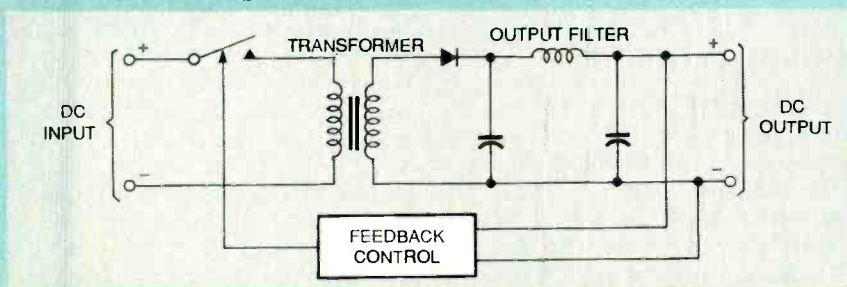 TRANSFORMER
OUTPUT FILTER
+
+
DC
INPUT
DC
OUTPUT
−
−
FEEDBACK
CONTROL